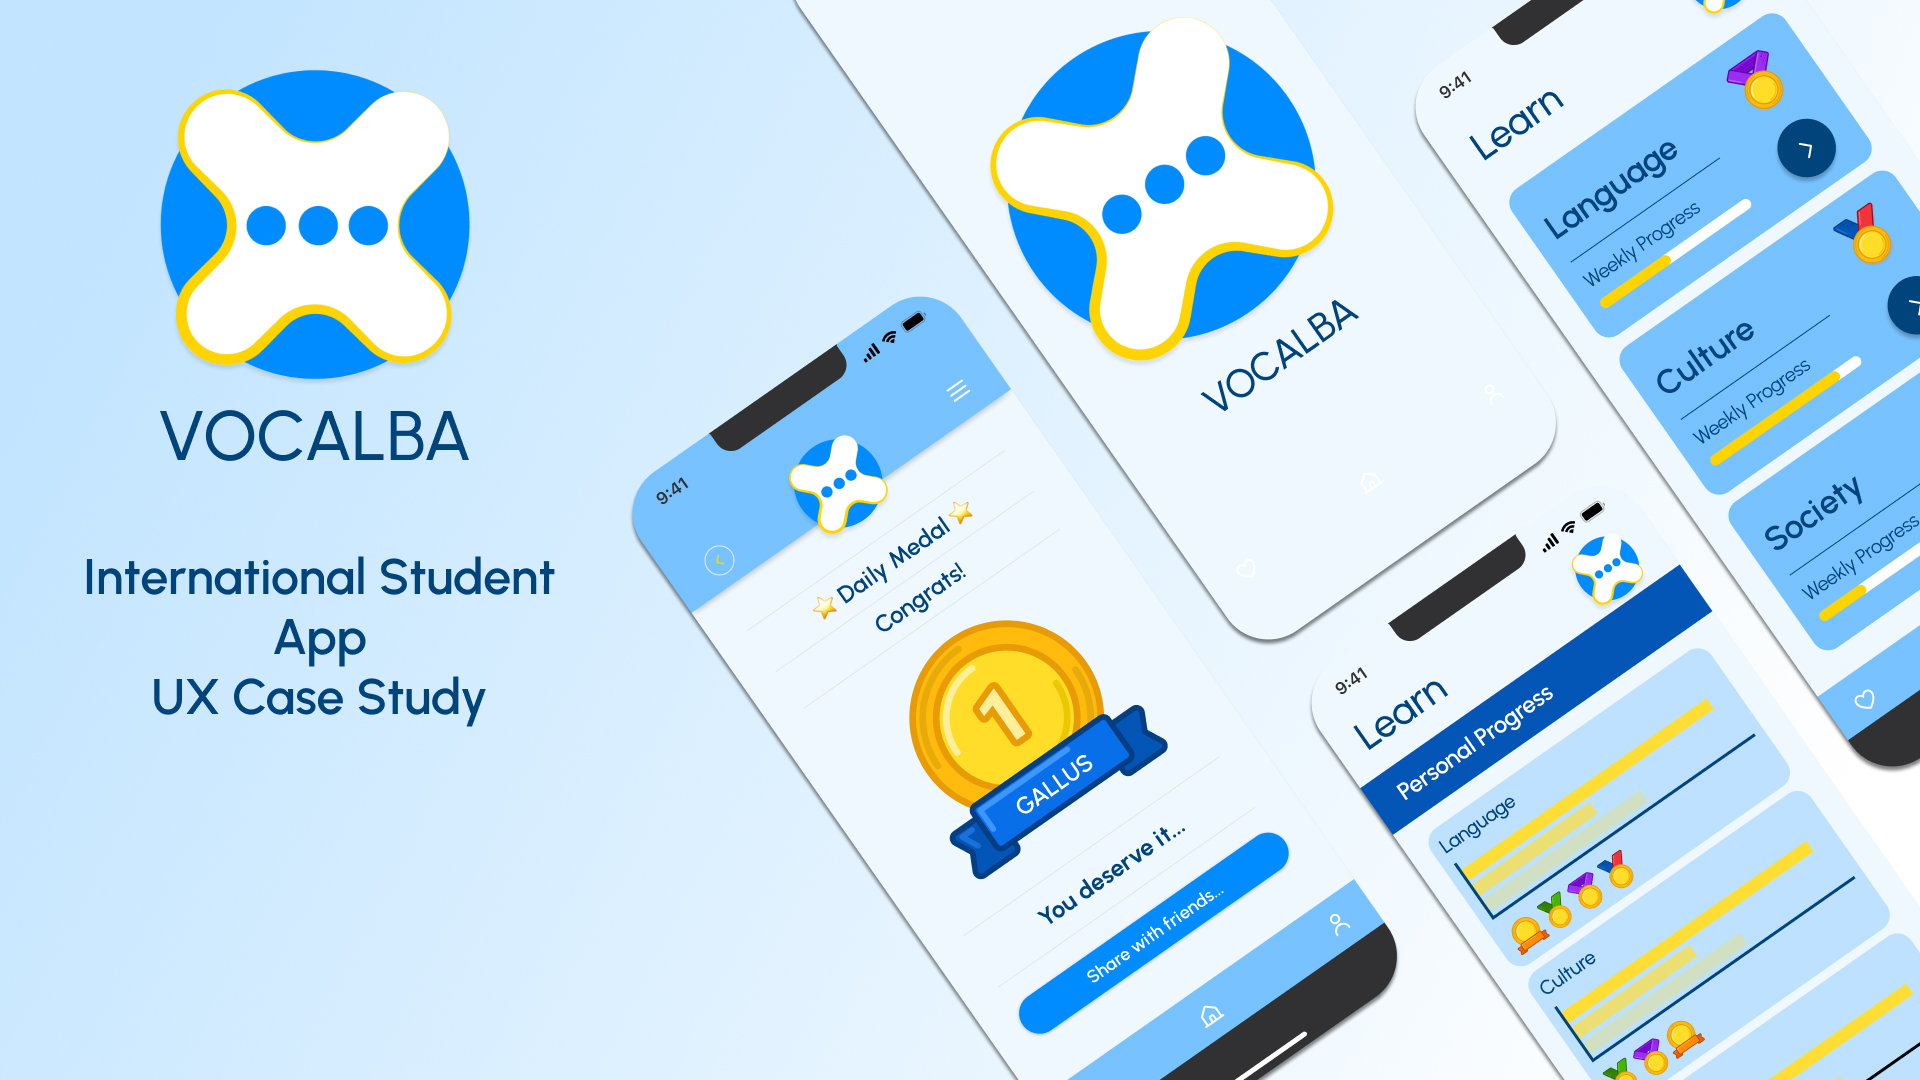 VOCALBA
International Student
App
UX Case Study
9:41
Daily Medal
Congrats!
1
GALLUS
You deserve it...
Share with friends...
VOCALBA
9:41
Learn
Language
Weekly Progress
Culture
Weekly Progress
Society
Weekly Progress
9:41
Learn
Personal Progress
Language
Culture